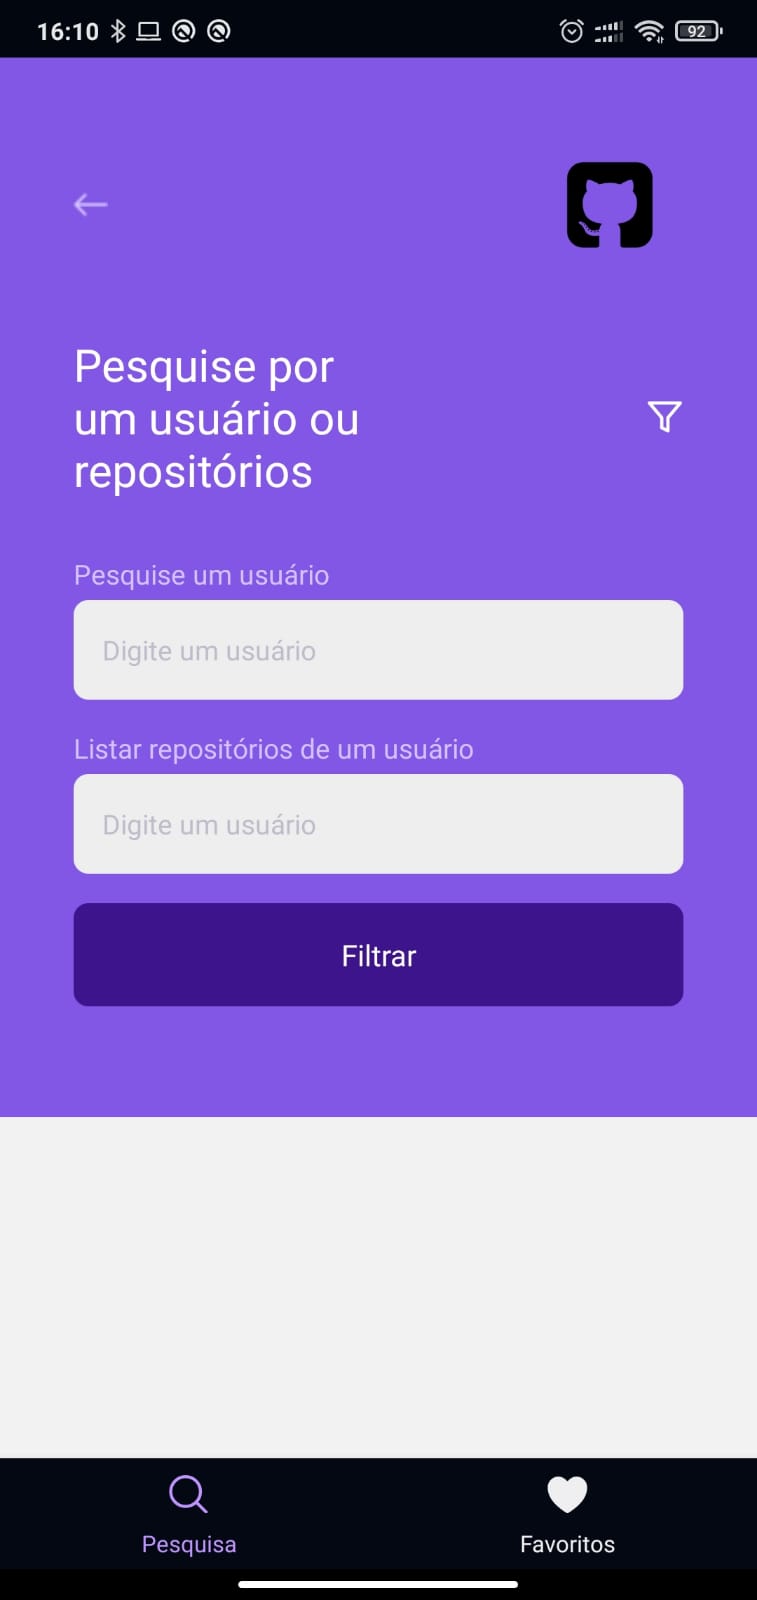 16:10
92
Pesquise por
um usuário ou
repositórios
Pesquise um usuário
Digite um usuário
Listar repositórios de um usuário
Digite um usuário
Filtrar
Pesquisa
Favoritos